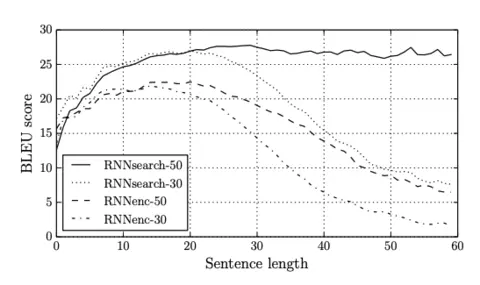 30
25
20
15
10
5
0
BLEU score
RNNsearch-50
RNNsearch-30
RNNenc-50
RNNenc-30
0 10 20 30 40 50 60
Sentence length